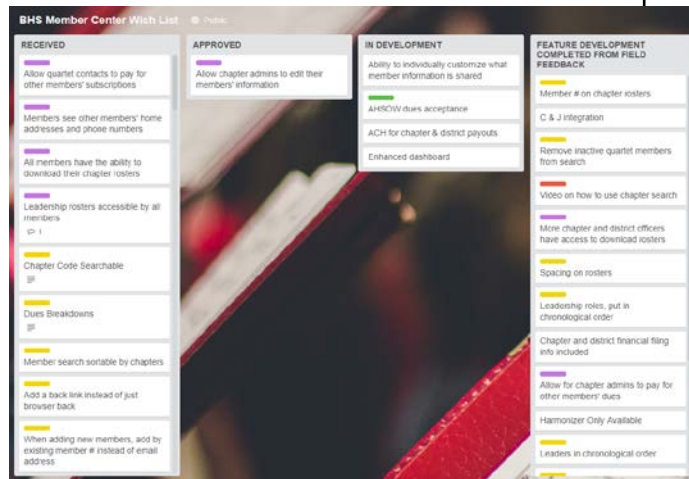 BHS Member Center Wish List
Public
RECEIVED
Allow quartet contacts to pay for
other members' subscriptions
Members see other members' home
addresses and phone numbers
All members have the ability to
download their chapter rosters
Leadership rosters accessible by all
members
1
Chapter Code Searchable
Dues Breakdowns
Member search sortable by chapters
Add a back link instead of just
browser back
When adding new members, add by
existing member # instead of email
address
APPROVED
Allow chapter admins to edit their
members' information
IN DEVELOPMENT
Ability to individually customize what
member information is shared
AHSOW dues acceptance
ACH for chapter & district payouts
Enhanced dashboard
FEATURE DEVELOPMENT
COMPLETED FROM FIELD
FEEDBACK
Member # on chapter rosters
C & J integration
Remove inactive quartet members
from search
Video on how to use chapter search
More chapter and district officers
have access to download rosters
Spacing on rosters
Leadership roles, put in
chronological order
Chapter and district financial filing
info included
Allow for chapter admins to pay for
other members' dues
Harmonizer Only Available
Leaders in chronological order